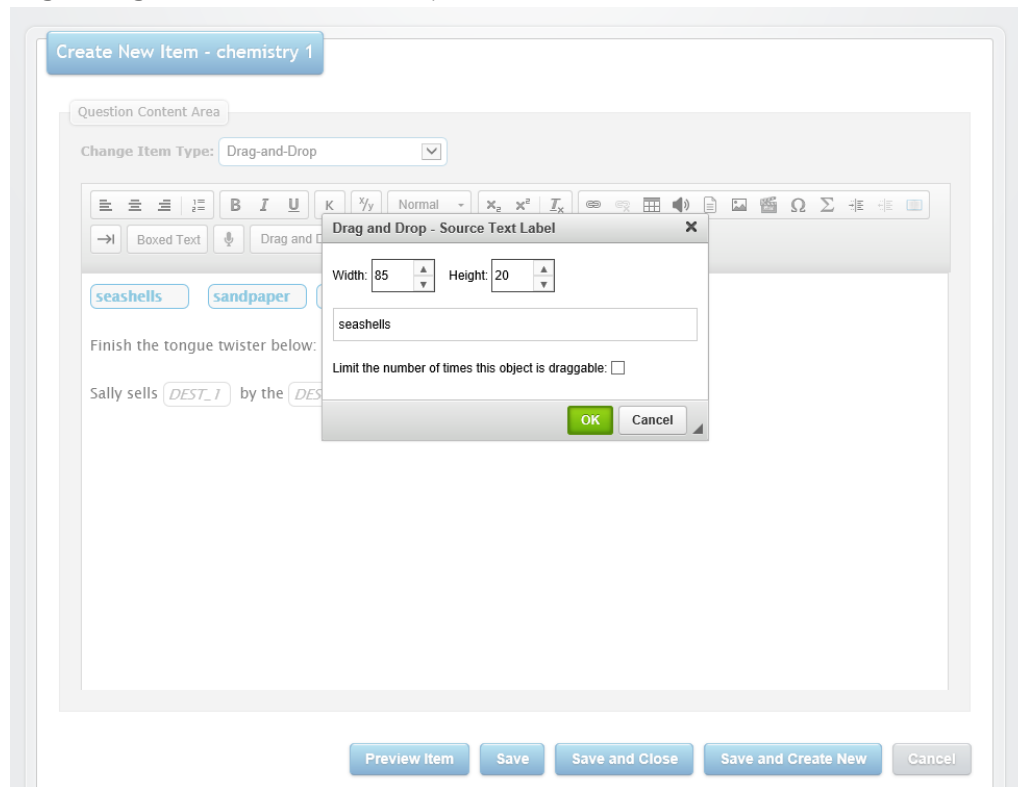 Create New Item - chemistry 1
Question Content Area
Change Item Type: Drag-and-Drop
B I U K X/y Normal x₂ x² Tx Ω Σ
Boxed Text Drag and D
Drag and Drop - Source Text Label
Width: 85 Height: 20
seashells
Limit the number of times this object is draggable:
OK Cancel
seashells sandpaper
Finish the tongue twister below:
Sally sells DEST_1 by the DES
Preview Item Save Save and Close Save and Create New Cancel